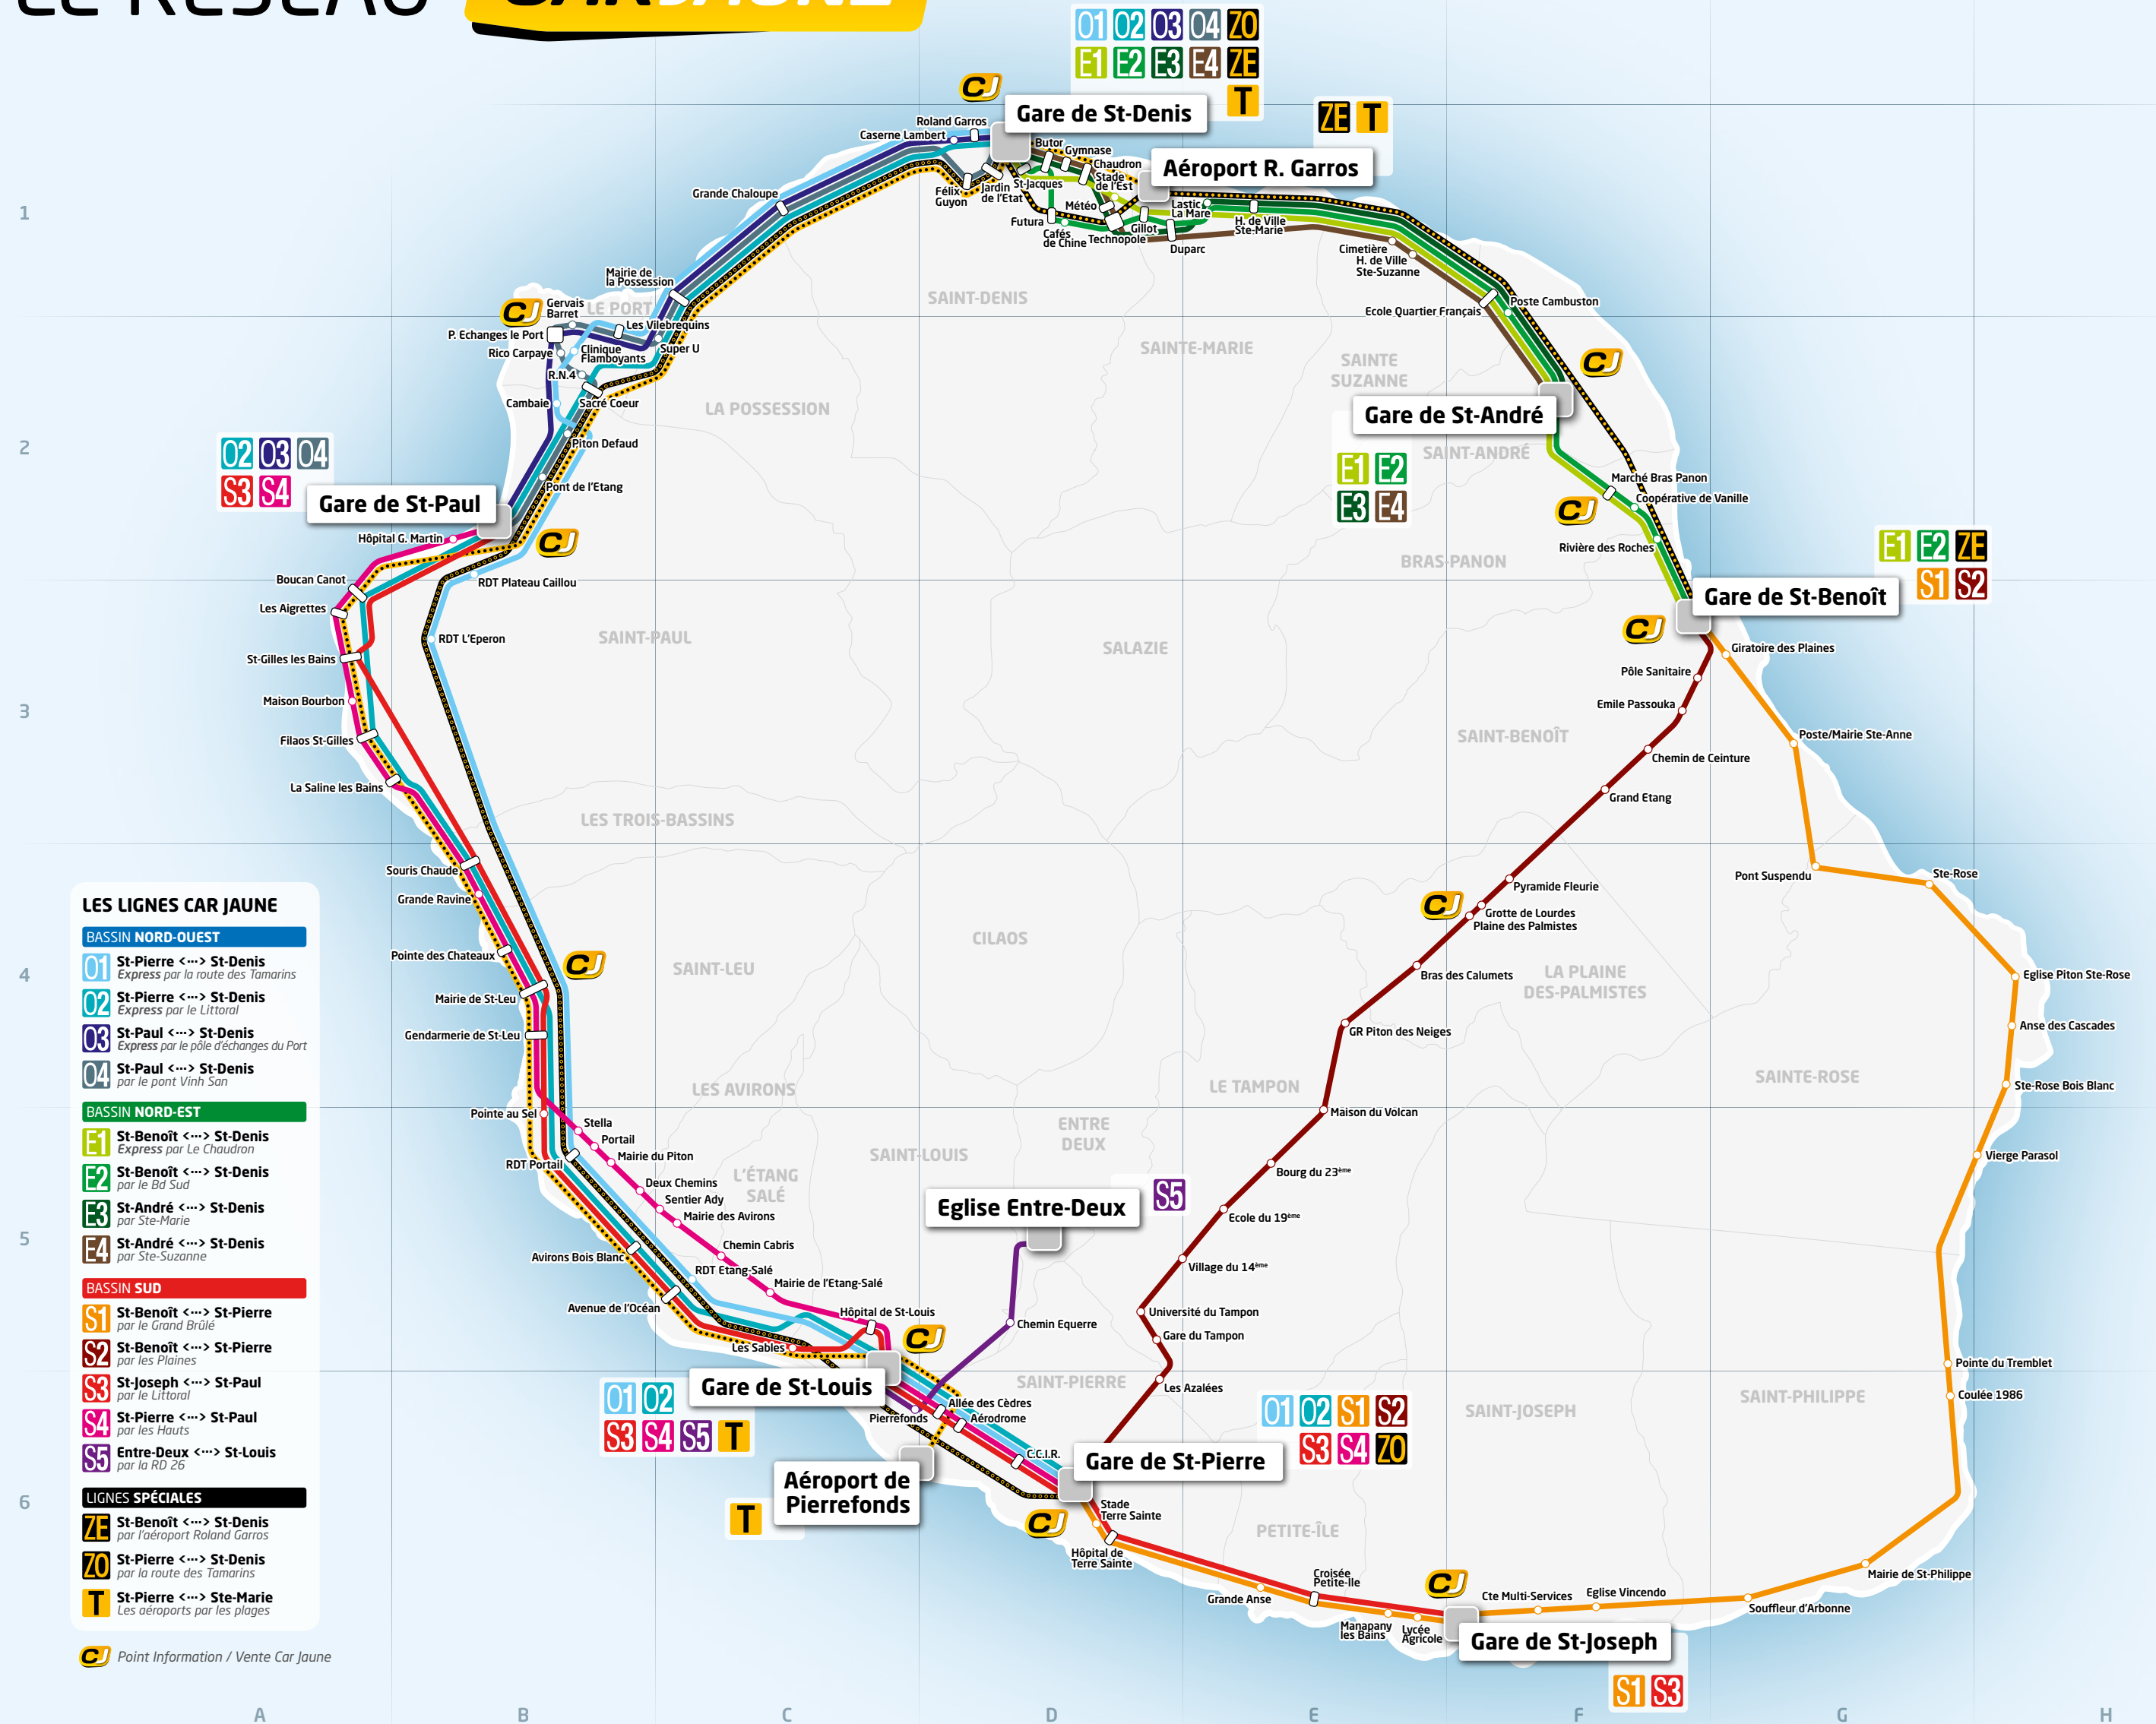 LE RÉSEAU CAR JAUNE
O1 O2 O3 O4 ZO
E1 E2 E3 E4 ZE
T
CJ
Gare de St-Denis
ZE T
Roland Garros
Caserne Lambert
Butor
Gymnase
Chaudron
Aéroport R. Garros
Stade
de l'Est
St-Jacques
Jardin
de l'Etat
Félix
Guyon
Grande Chaloupe
Météo
Lastic
La Mare
Futura
Cafés
de Chine
Gillot
Technopole
Duparc
H. de Ville
Ste-Marie
Cimetière
H. de Ville
Ste-Suzanne
1
Mairie de
la Possession
SAINT-DENIS
CJ
Gervais
Barret
LE PORT
Poste Cambuston
Ecole Quartier Français
Les Vilebrequins
P. Echanges le Port
Rico Carpaye
Clinique
Flamboyants
Super U
SAINTE-MARIE
SAINTE
SUZANNE
CJ
R.N.4
Cambaie
Sacré Coeur
LA POSSESSION
Gare de St-André
2
O2 O3 O4
S3 S4
Piton Defaud
SAINT-ANDRÉ
E1 E2
E3 E4
Pont de l'Etang
Marché Bras Panon
Coopérative de Vanille
Gare de St-Paul
CJ
Hôpital G. Martin
CJ
Rivière des Roches
BRAS-PANON
E1 E2 ZE
S1 S2
Boucan Canot
RDT Plateau Caillou
Gare de St-Benoît
Les Aigrettes
CJ
RDT L'Eperon
SAINT-PAUL
SALAZIE
Giratoire des Plaines
St-Gilles les Bains
Pôle Sanitaire
Maison Bourbon
Emile Passouka
3
Filaos St-Gilles
SAINT-BENOÎT
Poste/Mairie Ste-Anne
Chemin de Ceinture
La Saline les Bains
Grand Etang
LES TROIS-BASSINS
Souris Chaude
Pont Suspendu
Ste-Rose
Grande Ravine
Pyramide Fleurie
CJ
Grotte de Lourdes
Plaine des Palmistes
Pointe des Chateaux
CJ
CILAOS
SAINT-LEU
Bras des Calumets
LA PLAINE
DES-PALMISTES
4
Eglise Piton Ste-Rose
Mairie de St-Leu
Anse des Cascades
Gendarmerie de St-Leu
GR Piton des Neiges
LES AVIRONS
LE TAMPON
SAINTE-ROSE
Ste-Rose Bois Blanc
Pointe au Sel
Stella
Portail
Mairie du Piton
RDT Portail
ENTRE
DEUX
Maison du Volcan
SAINT-LOUIS
Vierge Parasol
Deux Chemins
Sentier Ady
Mairie des Avirons
L'ÉTANG
SALÉ
Bourg du 23ème
S5
Eglise Entre-Deux
Ecole du 19ème
5
Avirons Bois Blanc
Chemin Cabris
RDT Etang-Salé
Mairie de l'Etang-Salé
Village du 14ème
Avenue de l'Océan
Hôpital de St-Louis
Chemin Equerre
Université du Tampon
Gare du Tampon
CJ
Les Sables
Pointe du Tremblet
Gare de St-Louis
SAINT-PIERRE
Les Azalées
Coulée 1986
SAINT-PHILIPPE
O1 O2
S3 S4 S5 T
Pierrefonds
Allée des Cèdres
Aérodrome
O1 O2 S1 S2
S3 S4 ZO
SAINT-JOSEPH
C.C.I.R.
Gare de St-Pierre
Aéroport de
Pierrefonds
T
6
CJ
Stade
Terre Sainte
PETITE-ÎLE
Hôpital de
Terre Sainte
Croisée
Petite-Ile
CJ
Grande Anse
Cte Multi-Services
Eglise Vincendo
Mairie de St-Philippe
Souffleur d'Arbonne
Manapany
les Bains
Lycée
Agricole
Gare de St-Joseph
S1 S3
A B C D E F G H
LES LIGNES CAR JAUNE
BASSIN NORD-OUEST
O1 St-Pierre <···> St-Denis
Express par la route des Tamarins
O2 St-Pierre <···> St-Denis
Express par le Littoral
O3 St-Paul <···> St-Denis
Express par le pôle d'échanges du Port
O4 St-Paul <···> St-Denis
par le pont Vinh San
BASSIN NORD-EST
E1 St-Benoît <···> St-Denis
Express par Le Chaudron
E2 St-Benoît <···> St-Denis
par le Bd Sud
E3 St-André <···> St-Denis
par Ste-Marie
E4 St-André <···> St-Denis
par Ste-Suzanne
BASSIN SUD
S1 St-Benoît <···> St-Pierre
par le Grand Brûlé
S2 St-Benoît <···> St-Pierre
par les Plaines
S3 St-Joseph <···> St-Paul
par le Littoral
S4 St-Pierre <···> St-Paul
par les Hauts
S5 Entre-Deux <···> St-Louis
par la RD 26
LIGNES SPÉCIALES
ZE St-Benoît <···> St-Denis
par l'aéroport Roland Garros
ZO St-Pierre <···> St-Denis
par la route des Tamarins
T St-Pierre <···> Ste-Marie
Les aéroports par les plages
CJ Point Information / Vente Car Jaune